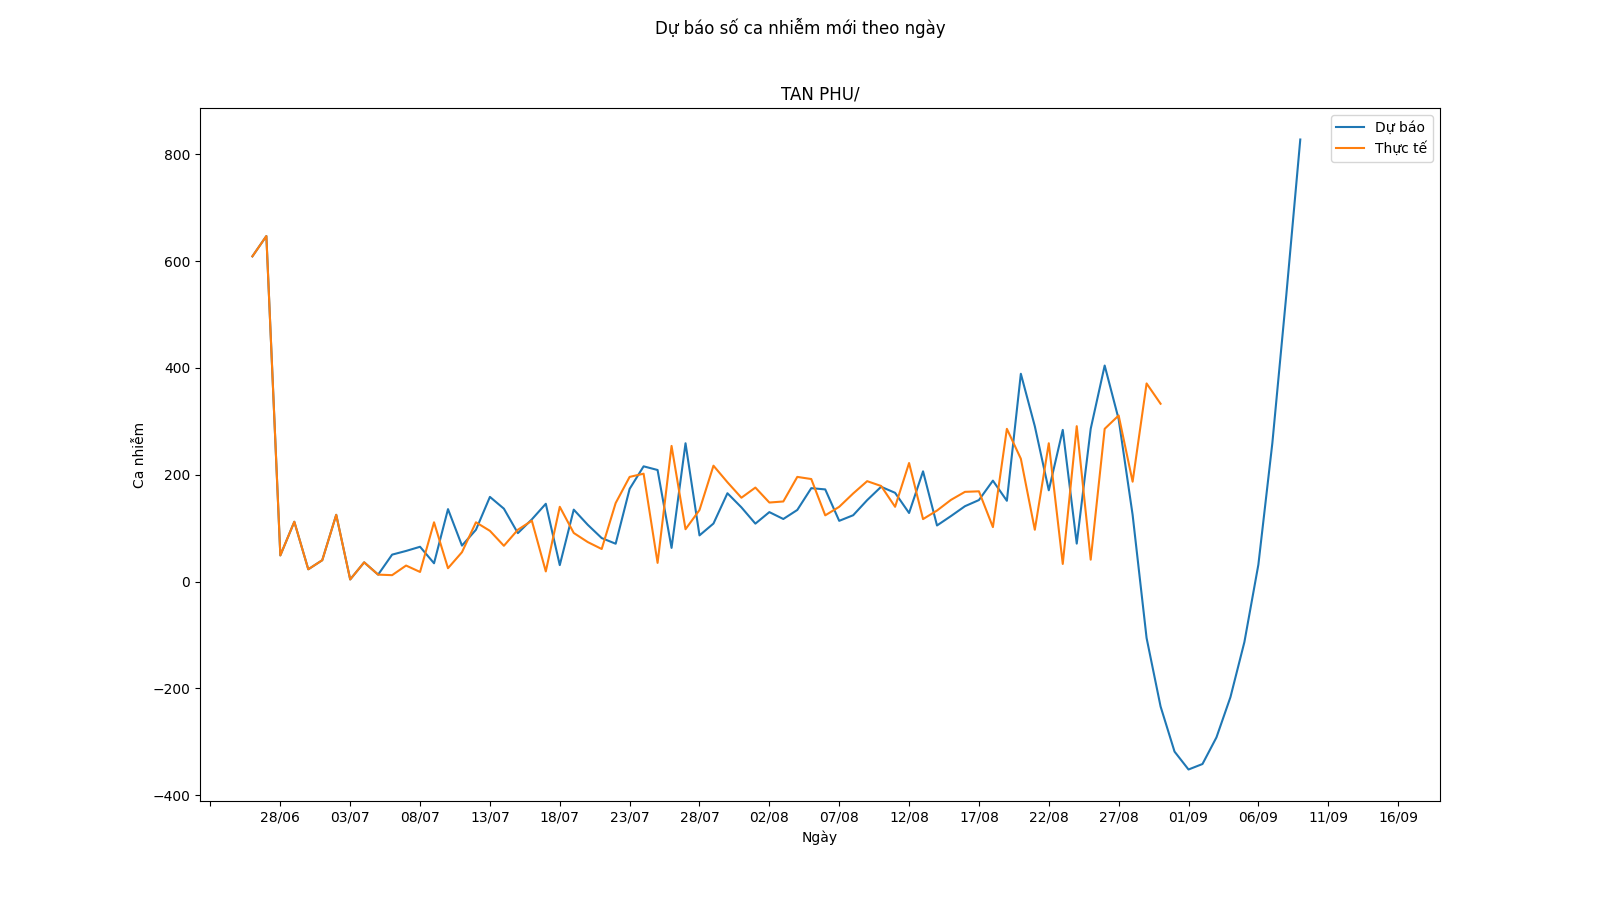 Dự báo số ca nhiễm mới theo ngày
TAN PHU/
Dự báo
Thực tế
800
600
400
200
0
−200
−400
Ca nhiễm
28/06 03/07 08/07 13/07 18/07 23/07 28/07 02/08 07/08 12/08 17/08 22/08 27/08 01/09 06/09 11/09 16/09
Ngày